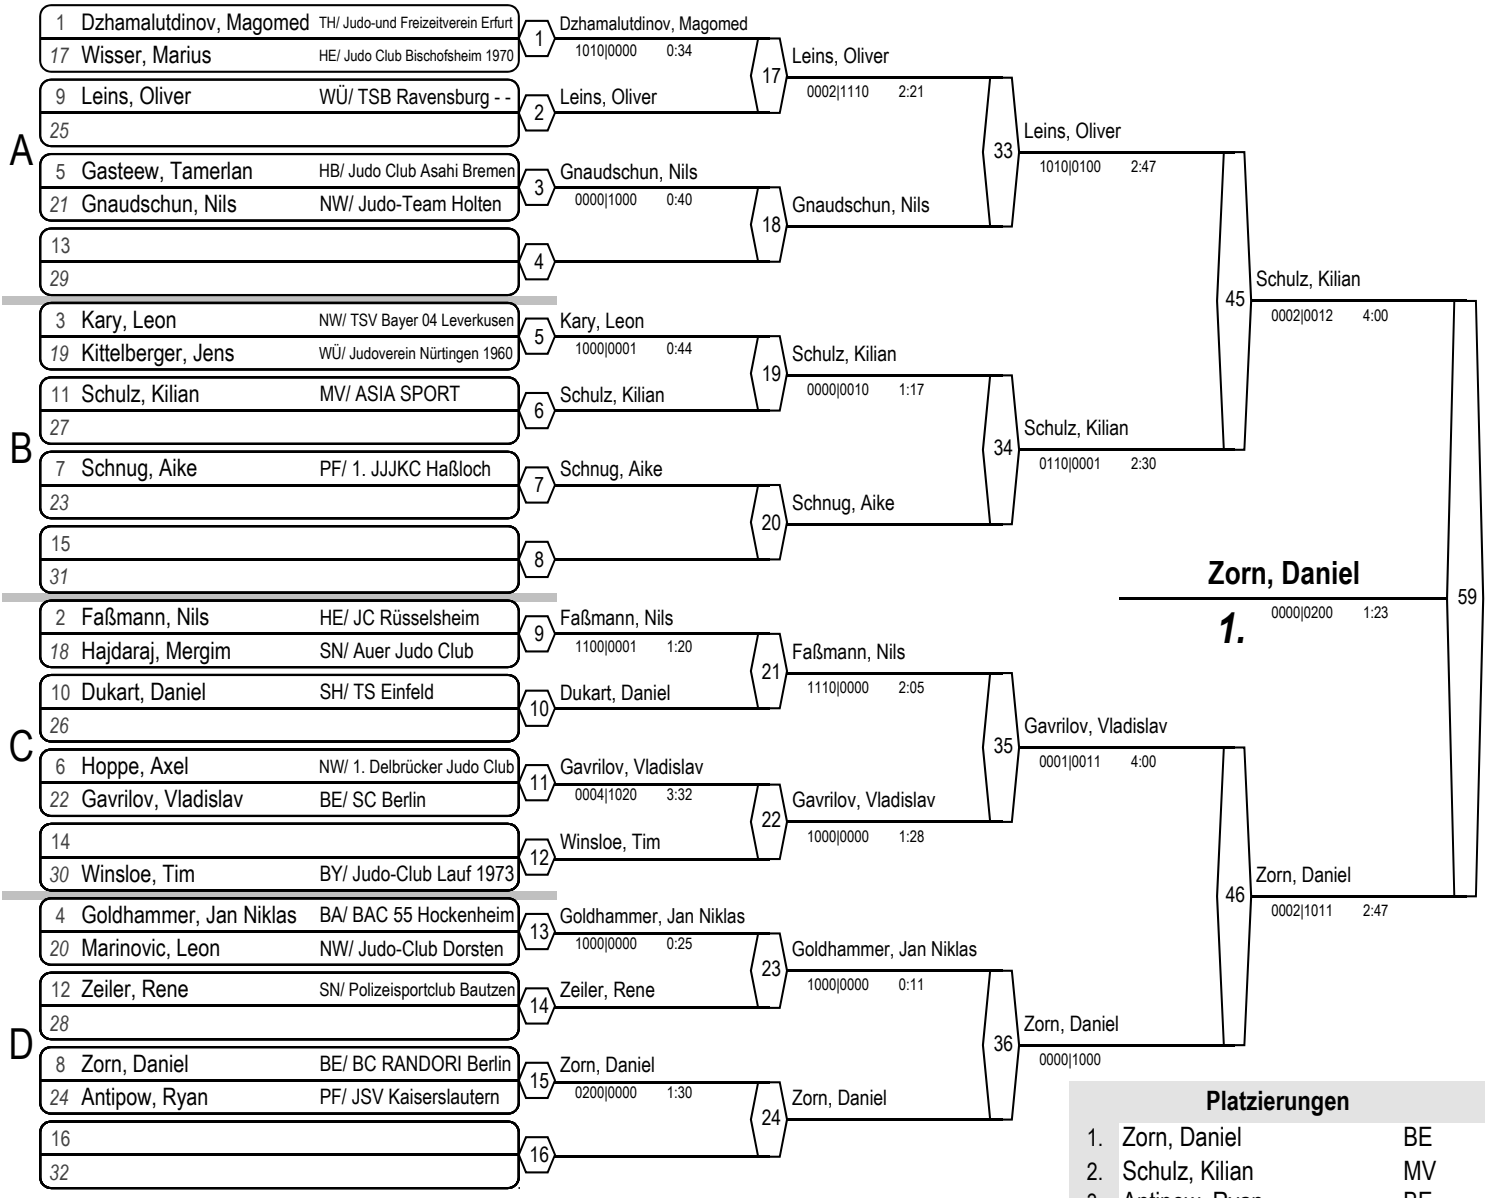 1 Dzhamalutdinov, Magomed TH/ Judo-und Freizeitverein Erfurt
17 Wisser, Marius HE/ Judo Club Bischofsheim 1970
9 Leins, Oliver WÜ/ TSB Ravensburg - -
25
A
5 Gasteew, Tamerlan HB/ Judo Club Asahi Bremen
21 Gnaudschun, Nils NW/ Judo-Team Holten
13
29
3 Kary, Leon NW/ TSV Bayer 04 Leverkusen
19 Kittelberger, Jens WÜ/ Judoverein Nürtingen 1960
11 Schulz, Kilian MV/ ASIA SPORT
27
B
7 Schnug, Aike PF/ 1. JJJKC Haßloch
23
15
31
2 Faßmann, Nils HE/ JC Rüsselsheim
18 Hajdaraj, Mergim SN/ Auer Judo Club
10 Dukart, Daniel SH/ TS Einfeld
26
C
6 Hoppe, Axel NW/ 1. Delbrücker Judo Club
22 Gavrilov, Vladislav BE/ SC Berlin
14
30 Winsloe, Tim BY/ Judo-Club Lauf 1973
4 Goldhammer, Jan Niklas BA/ BAC 55 Hockenheim
20 Marinovic, Leon NW/ Judo-Club Dorsten
12 Zeiler, Rene SN/ Polizeisportclub Bautzen
28
D
8 Zorn, Daniel BE/ BC RANDORI Berlin
24 Antipow, Ryan PF/ JSV Kaiserslautern
16
32
Dzhamalutdinov, Magomed
1
1010|0000 0:34
Leins, Oliver
2
Gnaudschun, Nils
3
0000|1000 0:40
4
Kary, Leon
5
1000|0001 0:44
Schulz, Kilian
6
Schnug, Aike
7
8
Faßmann, Nils
9
1100|0001 1:20
Dukart, Daniel
10
Gavrilov, Vladislav
11
0004|1020 3:32
Winsloe, Tim
12
Goldhammer, Jan Niklas
13
1000|0000 0:25
Zeiler, Rene
14
Zorn, Daniel
15
0200|0000 1:30
16
Leins, Oliver
17
0002|1110 2:21
Gnaudschun, Nils
18
Schulz, Kilian
19
0000|0010 1:17
Schnug, Aike
20
Faßmann, Nils
21
1110|0000 2:05
Gavrilov, Vladislav
22
1000|0000 1:28
Goldhammer, Jan Niklas
23
1000|0000 0:11
Zorn, Daniel
24
Leins, Oliver
33
1010|0100 2:47
Schulz, Kilian
34
0110|0001 2:30
Gavrilov, Vladislav
35
0001|0011 4:00
Zorn, Daniel
36
0000|1000
Schulz, Kilian
45
0002|0012 4:00
Zorn, Daniel
46
0002|1011 2:47
Zorn, Daniel
59
0000|0200 1:23
1.
Platzierungen
1. Zorn, Daniel BE
2. Schulz, Kilian MV